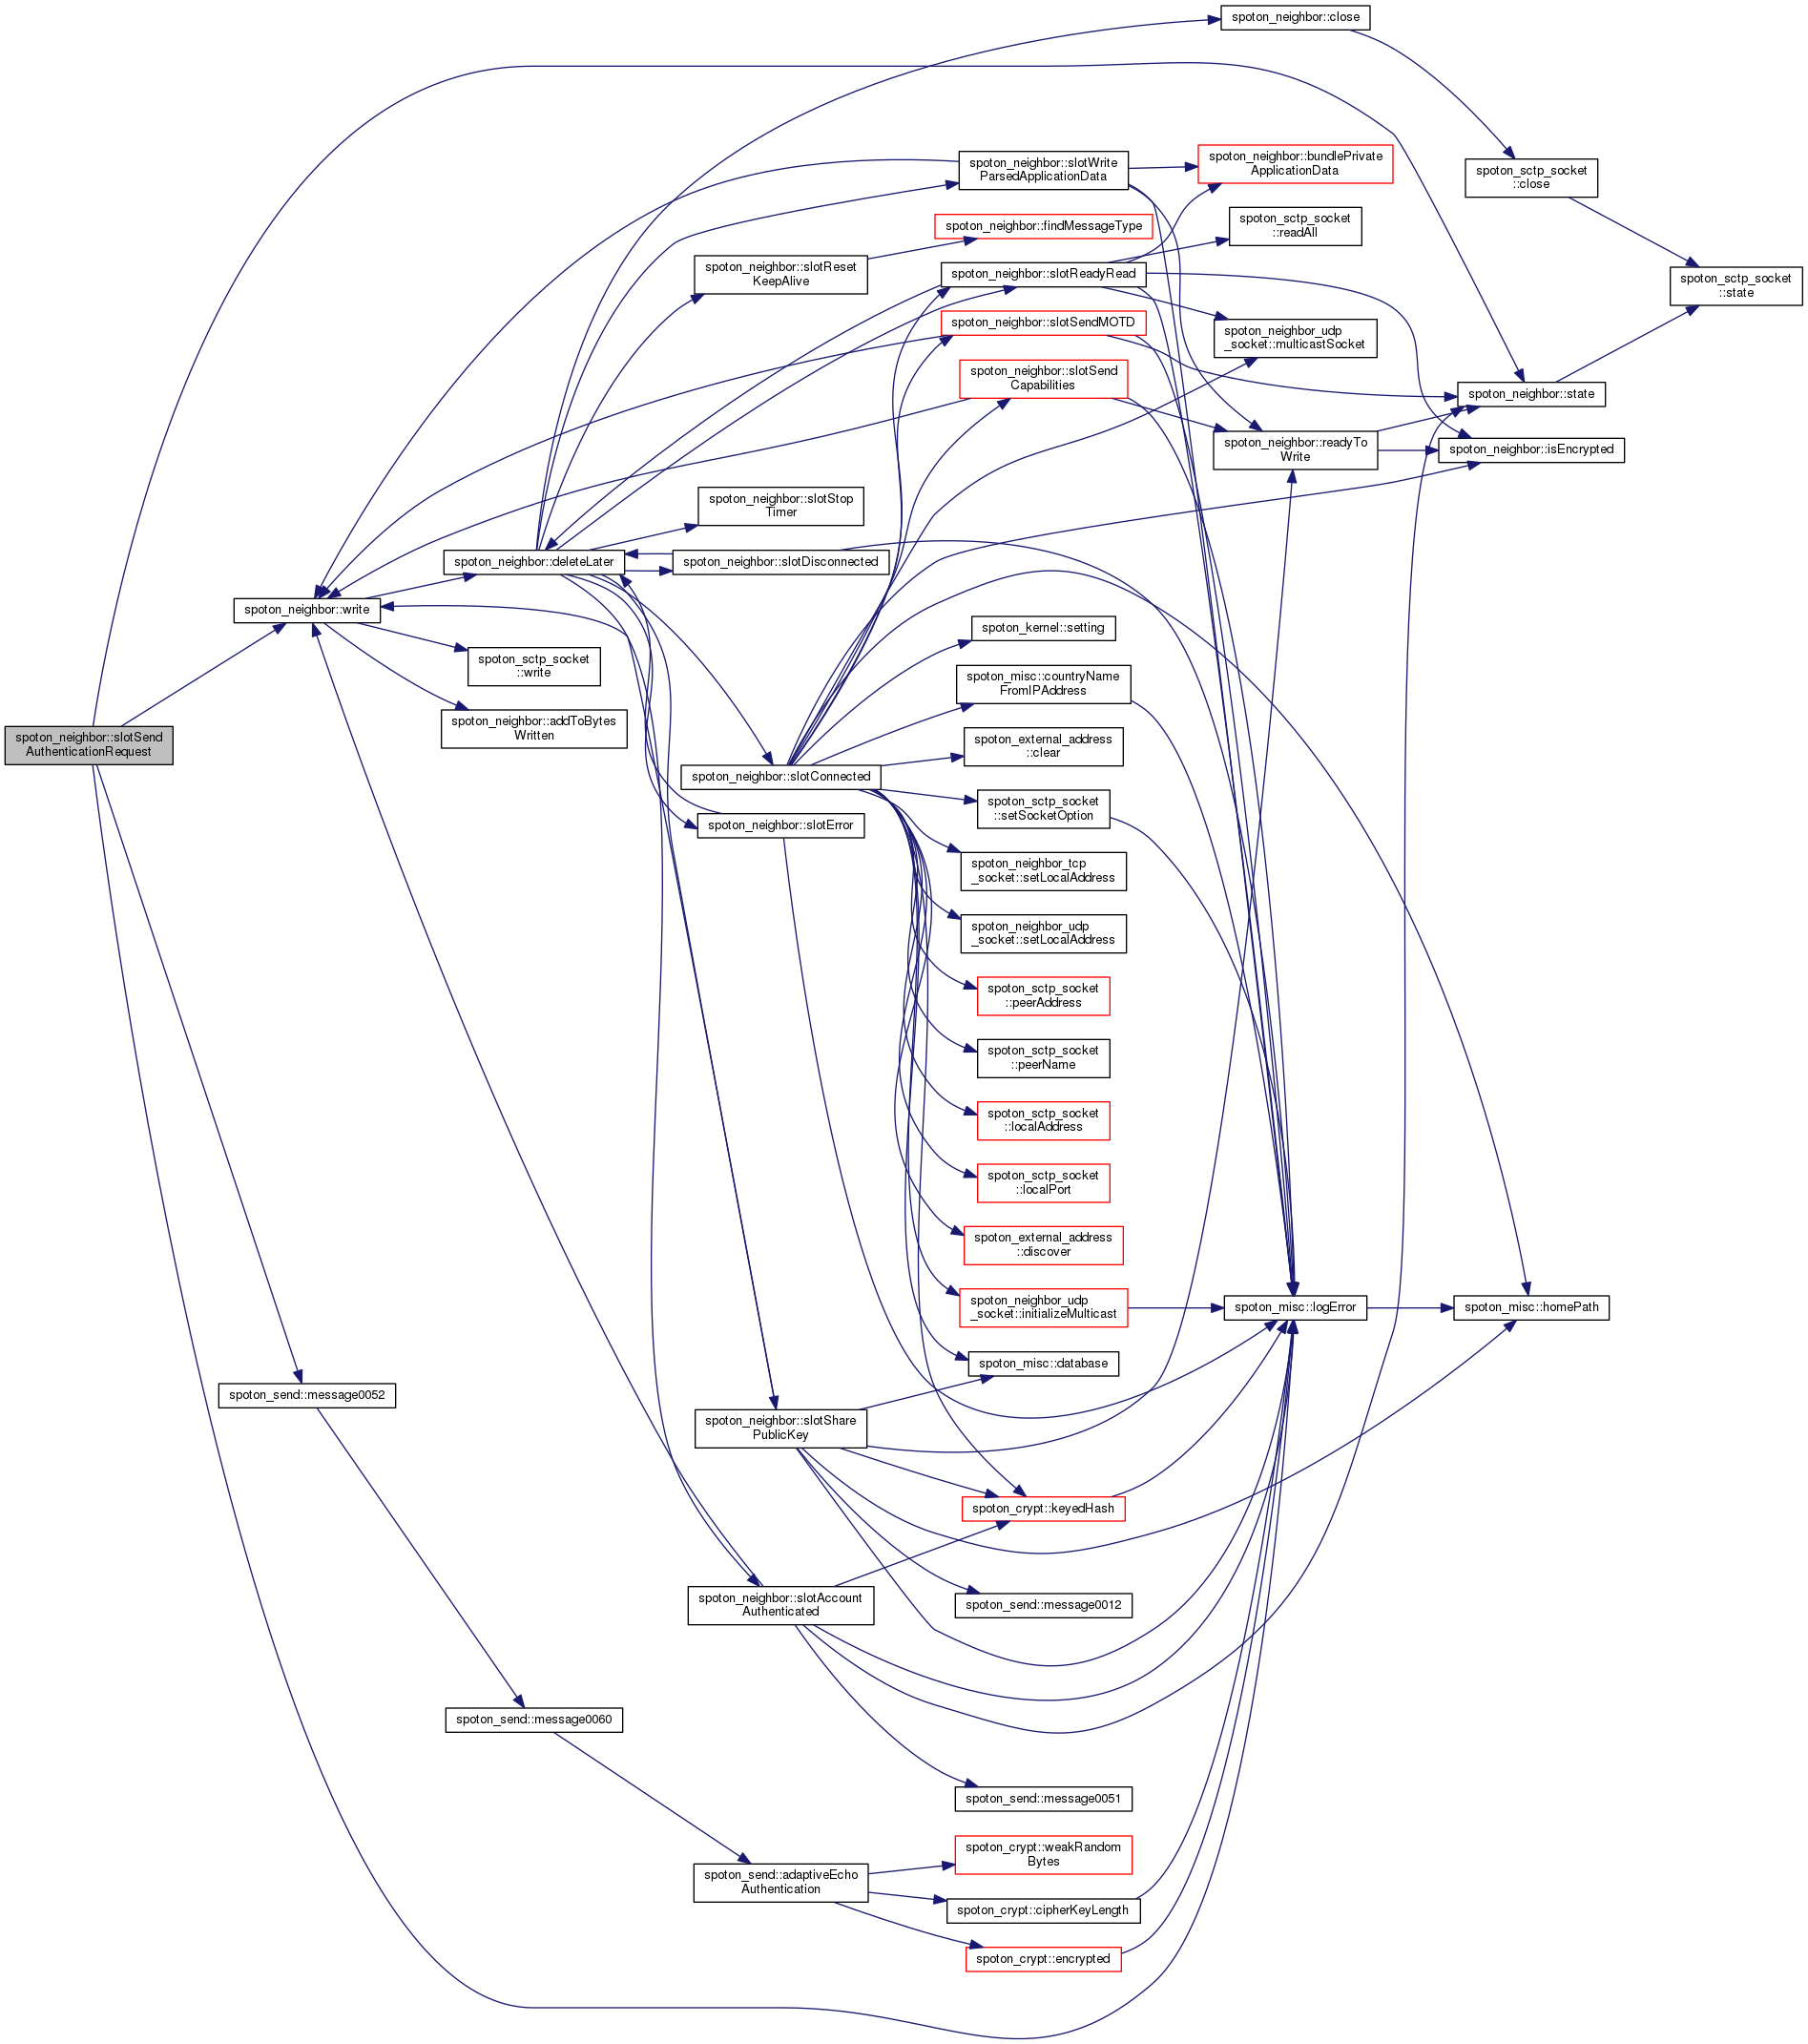 spoton_neighbor::close
spoton_neighbor::slotWrite
ParsedApplicationData
spoton_neighbor::bundlePrivate
ApplicationData
spoton_sctp_socket
::close
spoton_neighbor::findMessageType
spoton_sctp_socket
::readAll
spoton_neighbor::slotReset
KeepAlive
spoton_neighbor::slotReadyRead
spoton_sctp_socket
::state
spoton_neighbor::slotSendMOTD
spoton_neighbor_udp
_socket::multicastSocket
spoton_neighbor::slotSend
Capabilities
spoton_neighbor::state
spoton_neighbor::readyTo
Write
spoton_neighbor::isEncrypted
spoton_neighbor::slotStop
Timer
spoton_neighbor::deleteLater
spoton_neighbor::slotDisconnected
spoton_neighbor::write
spoton_kernel::setting
spoton_sctp_socket
::write
spoton_misc::countryName
FromIPAddress
spoton_neighbor::addToBytes
Written
spoton_neighbor::slotSend
AuthenticationRequest
spoton_external_address
::clear
spoton_neighbor::slotConnected
spoton_sctp_socket
::setSocketOption
spoton_neighbor::slotError
spoton_neighbor_tcp
_socket::setLocalAddress
spoton_neighbor_udp
_socket::setLocalAddress
spoton_sctp_socket
::peerAddress
spoton_sctp_socket
::peerName
spoton_sctp_socket
::localAddress
spoton_sctp_socket
::localPort
spoton_external_address
::discover
spoton_neighbor_udp
_socket::initializeMulticast
spoton_misc::logError
spoton_misc::homePath
spoton_misc::database
spoton_send::message0052
spoton_neighbor::slotShare
PublicKey
spoton_crypt::keyedHash
spoton_neighbor::slotAccount
Authenticated
spoton_send::message0012
spoton_send::message0060
spoton_send::message0051
spoton_crypt::weakRandom
Bytes
spoton_send::adaptiveEcho
Authentication
spoton_crypt::cipherKeyLength
spoton_crypt::encrypted